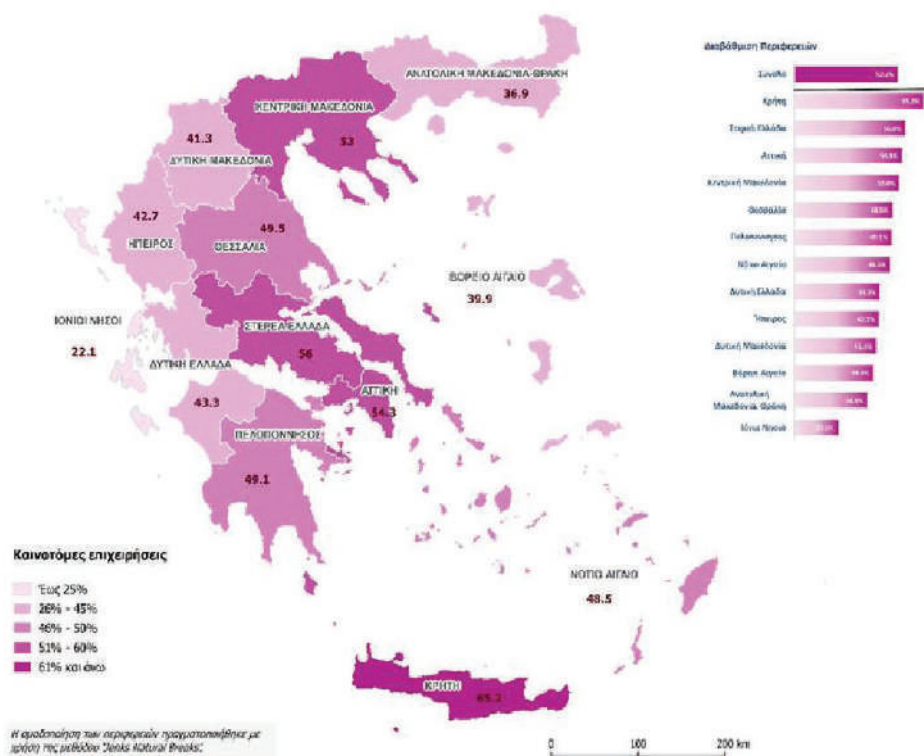 Διαβάθμιση Περιφερειών
Σύνολο
Κρήτη
Στερεά Ελλάδα
Αττική
Κεντρική Μακεδονία
Θεσσαλία
Πελοπόννησος
Νότιο Αιγαίο
Δυτική Ελλάδα
Ήπειρος
Δυτική Μακεδονία
Βόρειο Αιγαίο
Ανατολική
Μακεδονία, Θράκη
Ιόνια Νησιά
ΑΝΑΤΟΛΙΚΗ ΜΑΚΕΔΟΝΙΑ-ΘΡΑΚΗ
36.9
ΚΕΝΤΡΙΚΗ ΜΑΚΕΔΟΝΙΑ
53
41.3
ΔΥΤΙΚΗ ΜΑΚΕΔΟΝΙΑ
42.7
ΗΠΕΙΡΟΣ
49.5
ΘΕΣΣΑΛΙΑ
ΒΟΡΕΙΟ ΑΙΓΑΙΟ
39.9
ΙΟΝΙΟΙ ΝΗΣΟΙ
22.1
ΣΤΕΡΕΑ ΕΛΛΑΔΑ
56
ΔΥΤΙΚΗ ΕΛΛΑΔΑ
43.3
ΑΤΤΙΚΗ
54.3
ΠΕΛΟΠΟΝΝΗΣΟΣ
49.1
ΝΟΤΙΟ ΑΙΓΑΙΟ
48.5
ΚΡΗΤΗ
65.2
Καινοτόμες επιχειρήσεις
Έως 25%
26% - 45%
46% - 50%
51% - 60%
61% και άνω
Η ομαδοποίηση των περιφερειών πραγματοποιήθηκε με
χρήση της μεθόδου "Jenks Natural Breaks".
0 100 200 km